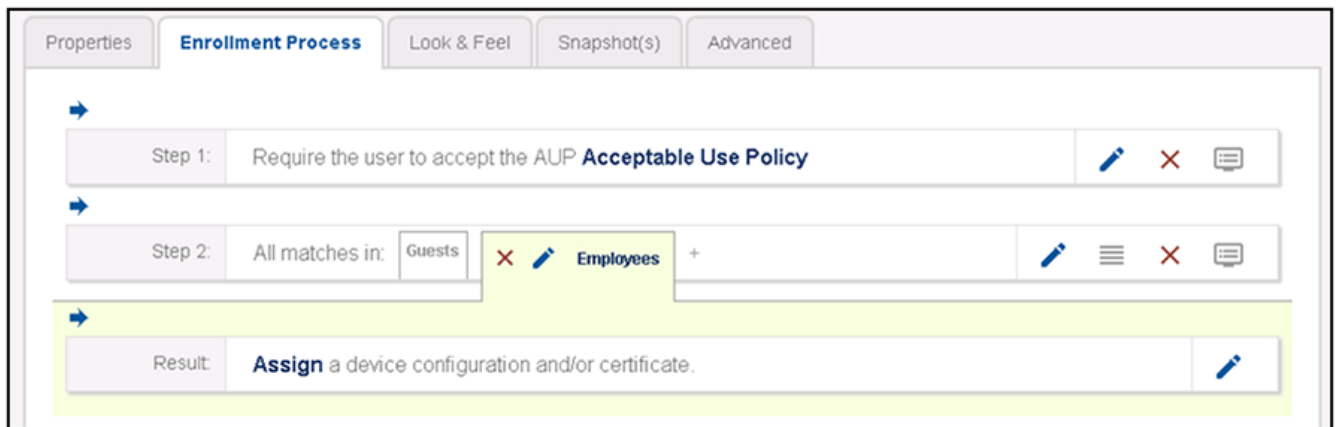 Properties Enrollment Process Look & Feel Snapshot(s) Advanced
Step 1: Require the user to accept the AUP Acceptable Use Policy
Step 2: All matches in: Guests Employees +
Result: Assign a device configuration and/or certificate.